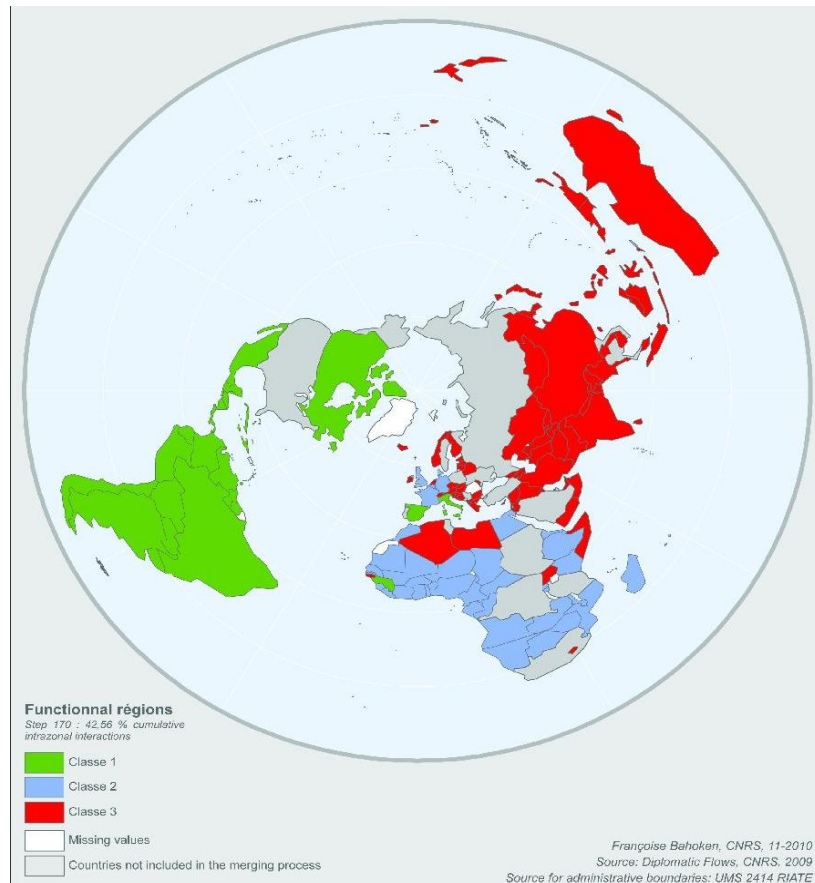 Functionnal régions
Step 170 : 42,56 % cumulative
intrazonal interactions
Classe 1
Classe 2
Classe 3
Missing values
Countries not included in the merging process
Françoise Bahoken, CNRS, 11-2010
Source: Diplomatic Flows, CNRS, 2009
Source for administrative boundaries: UMS 2414 RIATE